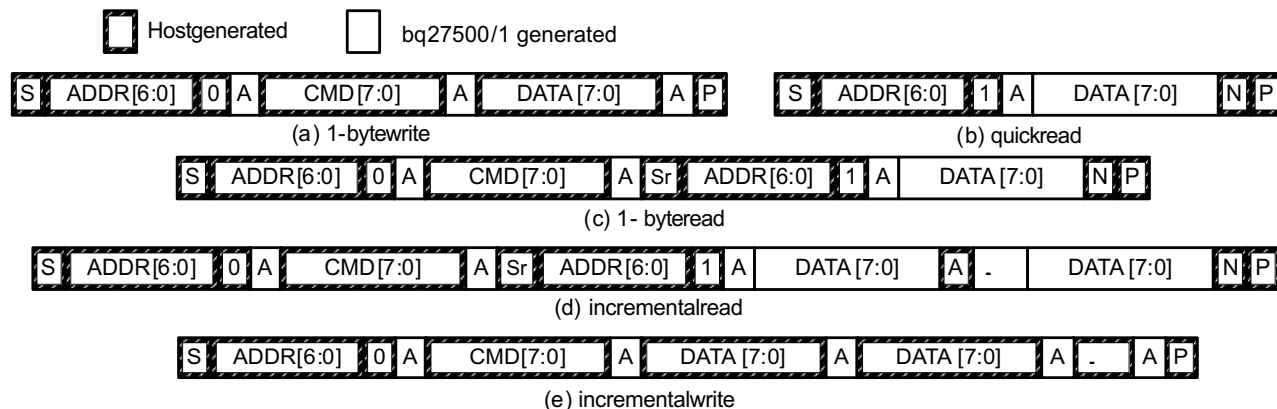 Hostgenerated bq27500/1 generated
S ADDR[6:0] 0 A CMD[7:0] A DATA[7:0] A P
(a) 1-bytewrite
S ADDR[6:0] 1 A DATA[7:0] N P
(b) quickread
S ADDR[6:0] 0 A CMD[7:0] A Sr ADDR[6:0] 1 A DATA[7:0] N P
(c) 1- byteread
S ADDR[6:0] 0 A CMD[7:0] A Sr ADDR[6:0] 1 A DATA[7:0] A . DATA[7:0] N P
(d) incrementalread
S ADDR[6:0] 0 A CMD[7:0] A DATA[7:0] A DATA[7:0] A . A P
(e) incrementalwrite